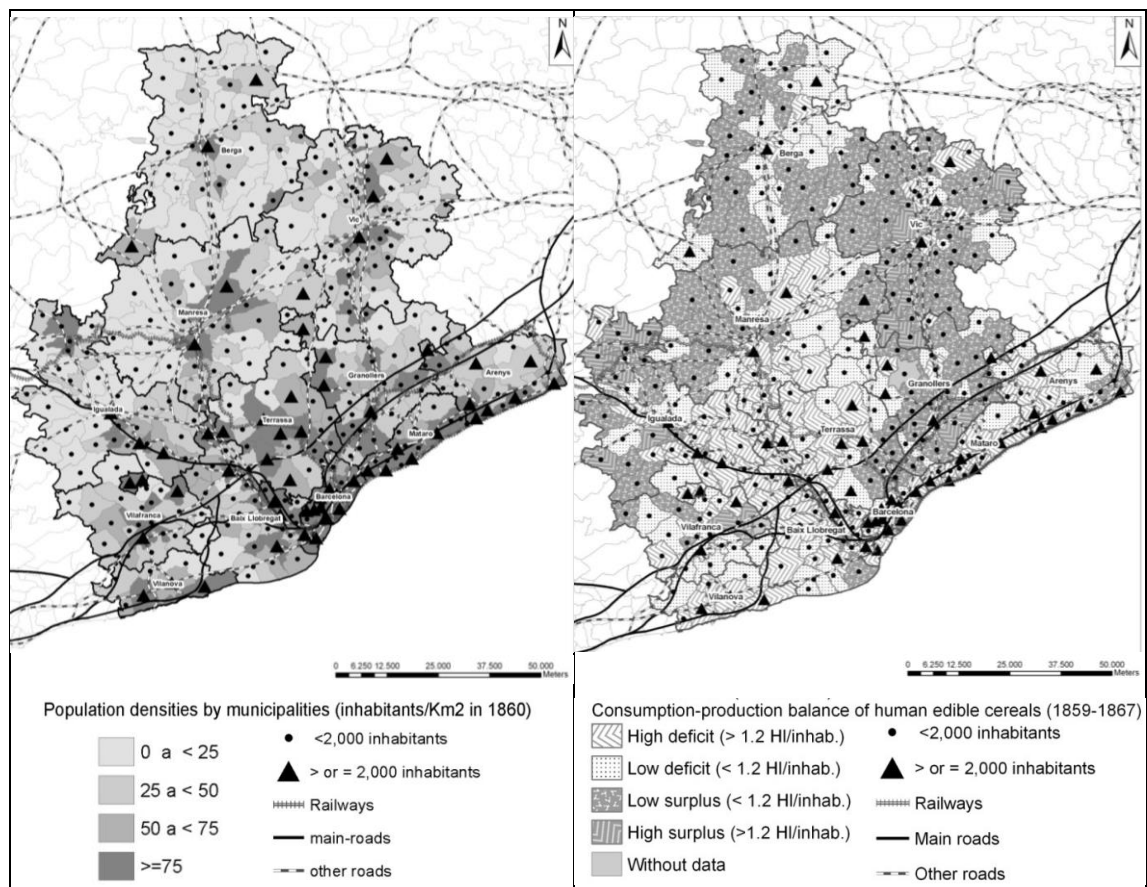 N
Berga
Vic
Manresa
Granollers
Arenys
Igualada
Terrassa
Mataro
Barcelona
Vilafranca
Baix Llobregat
Vilanova
0 6.250 12.500 25.000 37.500 50.000
Meters
Population densities by municipalities (inhabitants/Km2 in 1860)
0 a < 25
25 a < 50
50 a < 75
>=75
<2,000 inhabitants
> or = 2,000 inhabitants
Railways
main-roads
other roads
N
Berga
Vic
Manresa
Granollers
Arenys
Igualada
Terrassa
Mataro
Barcelona
Vilafranca
Baix Llobregat
Vilanova
0 6.250 12.500 25.000 37.500 50.000
Meters
Consumption-production balance of human edible cereals (1859-1867)
High deficit (> 1.2 Hl/inhab.)
Low deficit (< 1.2 Hl/inhab.)
Low surplus (< 1.2 Hl/inhab.)
High surplus (>1.2 Hl/inhab.)
Without data
<2,000 inhabitants
> or = 2,000 inhabitants
Railways
Main roads
Other roads